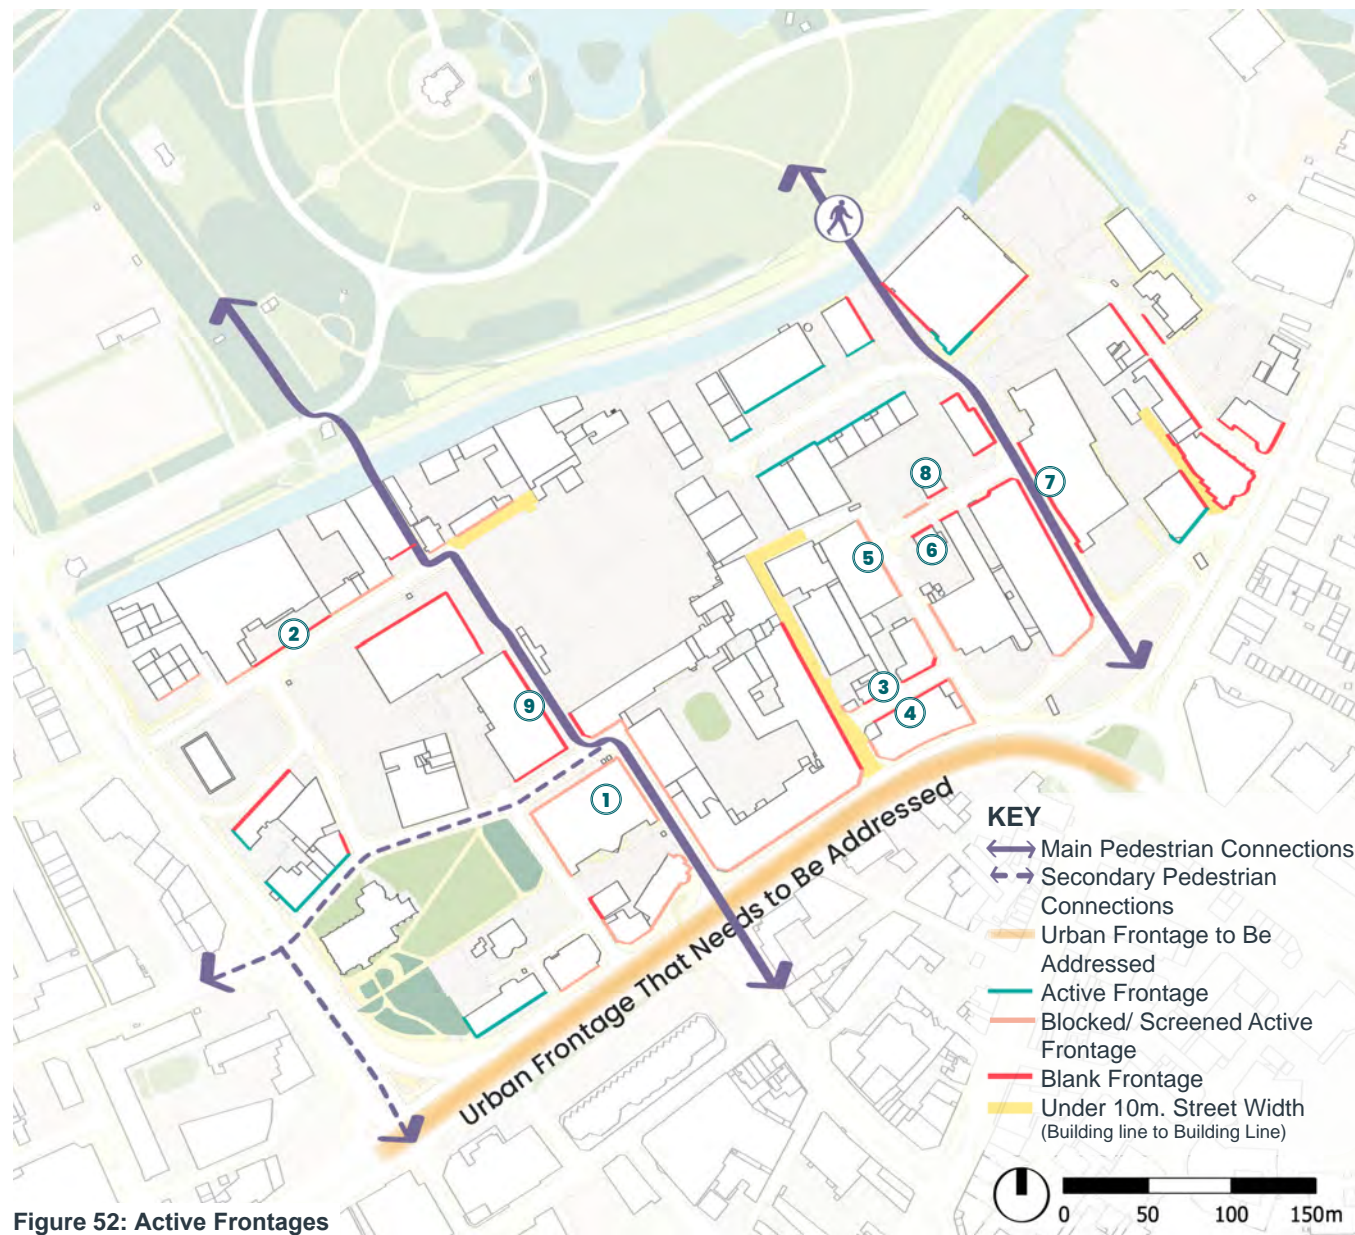 8
7
5
6
2
3
4
9
1
Urban Frontage That Needs to Be Addressed
KEY
Main Pedestrian Connections
Secondary Pedestrian
Connections
Urban Frontage to Be
Addressed
Active Frontage
Blocked/ Screened Active
Frontage
Blank Frontage
Under 10m. Street Width
(Building line to Building Line)
0 50 100 150m
Figure 52: Active Frontages